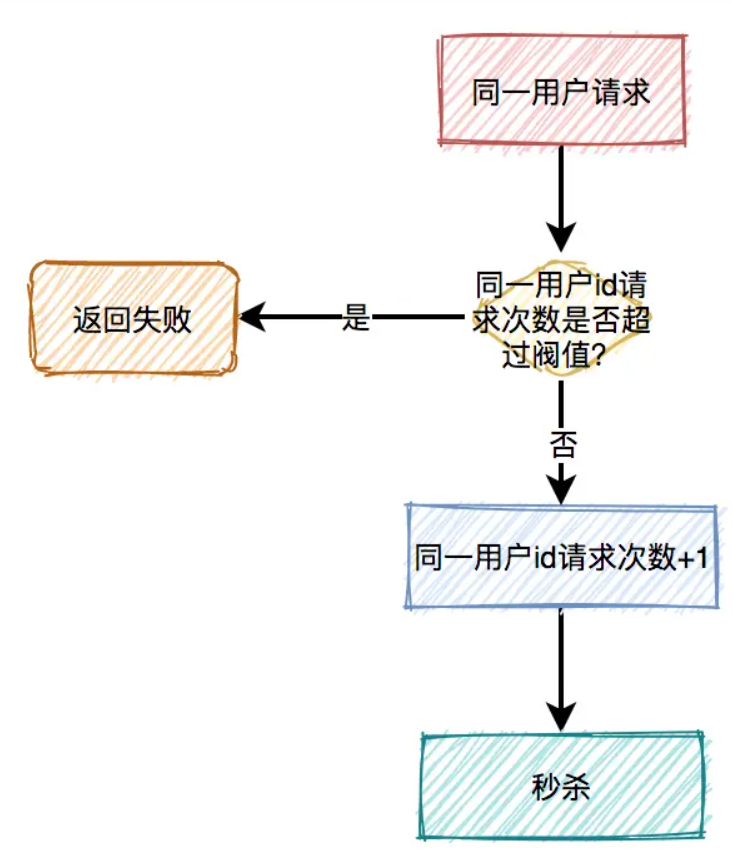 同一用户请求
同一用户id请
求次数是否超
过阀值?
是
返回失败
否
同一用户id请求次数+1
秒杀